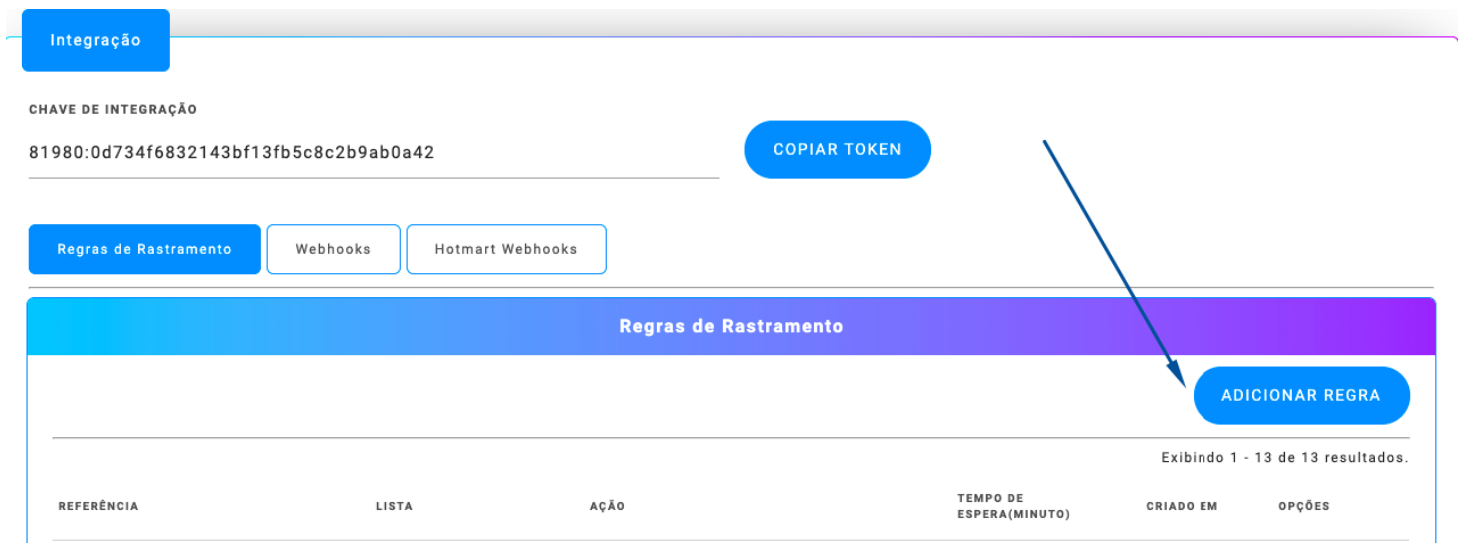 Integração
CHAVE DE INTEGRAÇÃO
81980:0d734f6832143bf13fb5c8c2b9ab0a42
COPIAR TOKEN
Regras de Rastramento
Webhooks
Hotmart Webhooks
Regras de Rastramento
ADICIONAR REGRA
Exibindo 1 - 13 de 13 resultados.
REFERÊNCIA
LISTA
AÇÃO
TEMPO DE
ESPERA(MINUTO)
CRIADO EM
OPÇÕES